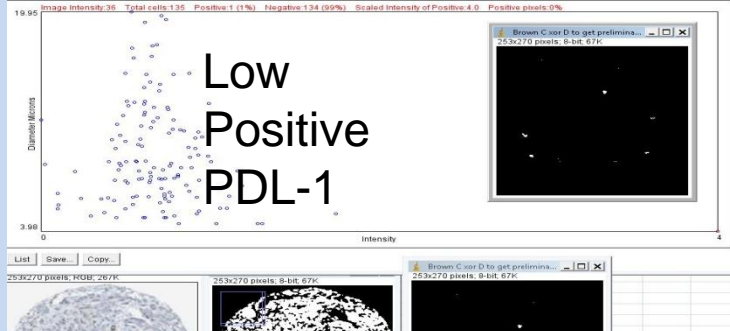 Image Intensity:36 Total cells:135 Positive:1 (1%) Negative:134 (99%) Scaled Intensity of Positive:4.0 Positive pixels:0%
19.95
Brown C xor D to get prelimina...
253x270 pixels; 8-bit; 67K
Low
Positive
PDL-1
Diameter Microns
3.98
0
Intensity
4
List Save... Copy...
Brown C xor D to get prelimina...
253x270 pixels; RGB; 267K
253x270 pixels; 8-bit; 67K
253x270 pixels; 8-bit; 67K